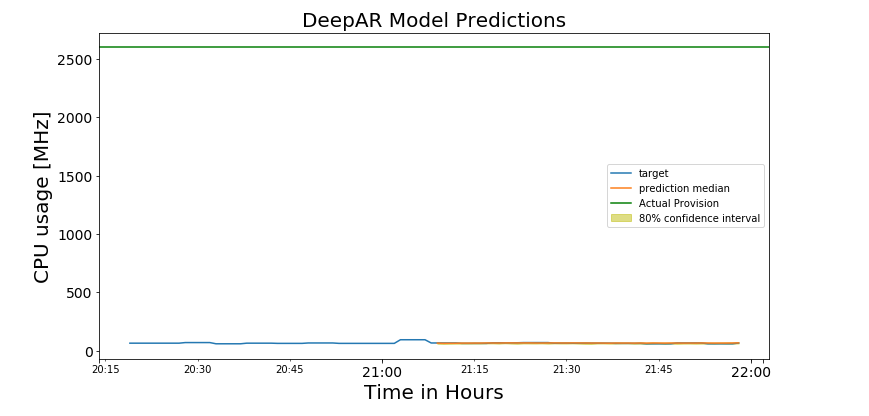 DeepAR Model Predictions
CPU usage [MHz]
2500
2000
1500
1000
500
0
target
prediction median
Actual Provision
80% confidence interval
20:15 20:30 20:45 21:00 21:15 21:30 21:45 22:00
Time in Hours